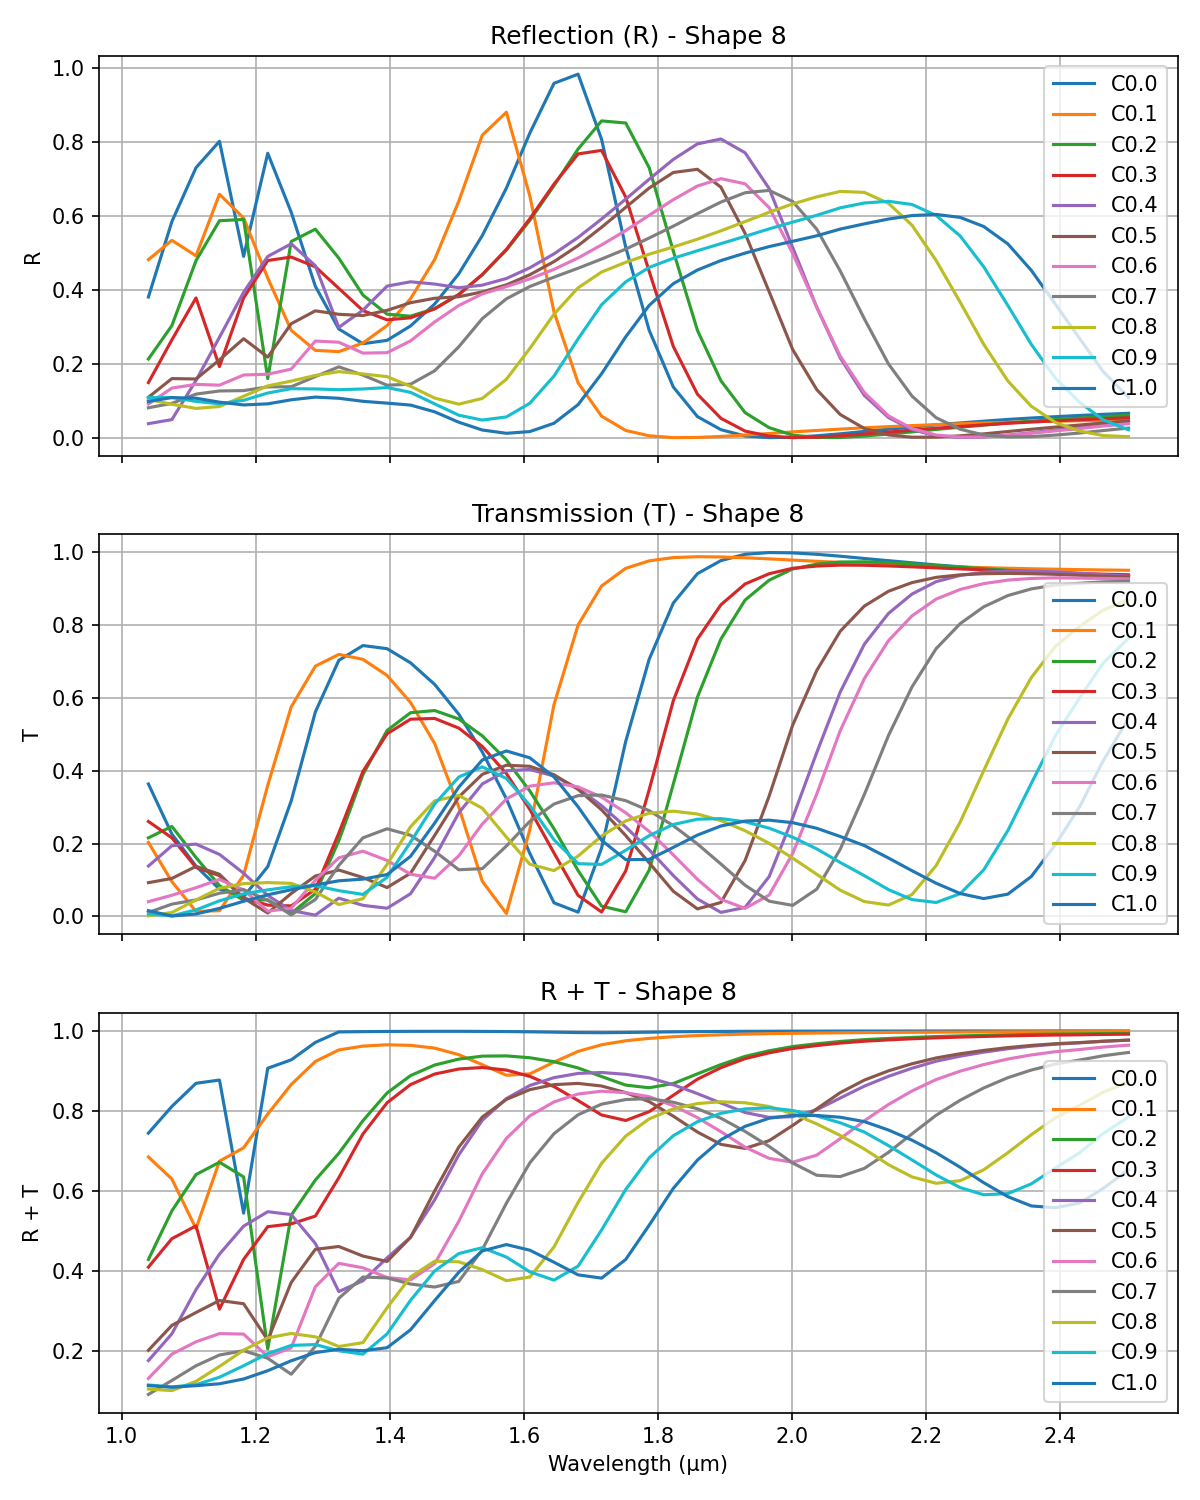 Reflection (R) - Shape 8
1.0
0.8
0.6
0.4
0.2
0.0
R
C0.0
C0.1
C0.2
C0.3
C0.4
C0.5
C0.6
C0.7
C0.8
C0.9
C1.0
Transmission (T) - Shape 8
1.0
0.8
0.6
0.4
0.2
0.0
T
C0.0
C0.1
C0.2
C0.3
C0.4
C0.5
C0.6
C0.7
C0.8
C0.9
C1.0
R + T - Shape 8
1.0
0.8
0.6
0.4
0.2
R + T
C0.0
C0.1
C0.2
C0.3
C0.4
C0.5
C0.6
C0.7
C0.8
C0.9
C1.0
1.0 1.2 1.4 1.6 1.8 2.0 2.2 2.4
Wavelength (μm)